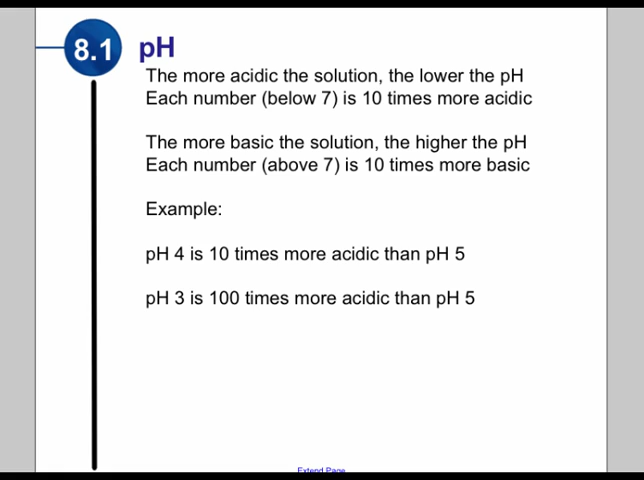 8.1 pH
The more acidic the solution, the lower the pH
Each number (below 7) is 10 times more acidic
The more basic the solution, the higher the pH
Each number (above 7) is 10 times more basic
Example:
pH 4 is 10 times more acidic than pH 5
pH 3 is 100 times more acidic than pH 5
Extend Page